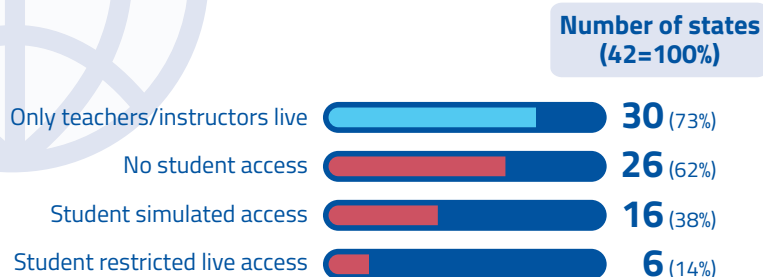 Number of states
(42=100%)
Only teachers/instructors live 30 (73%)
No student access 26 (62%)
Student simulated access 16 (38%)
Student restricted live access 6 (14%)